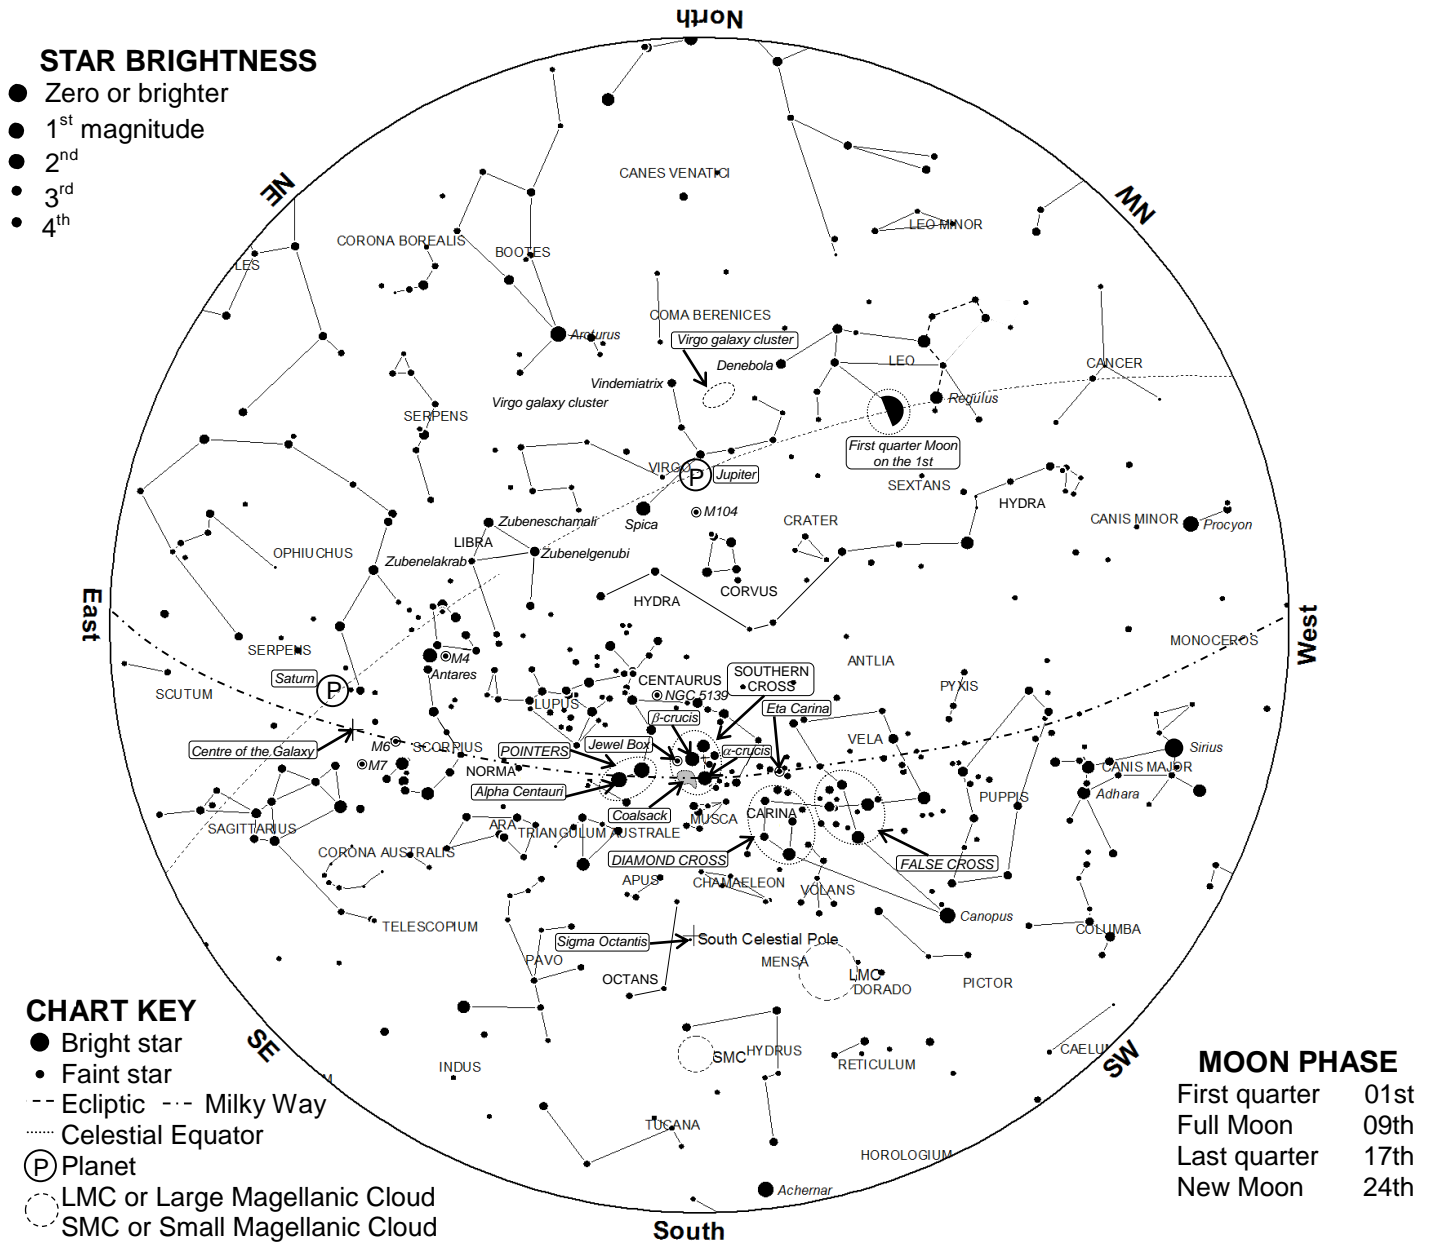 North
STAR BRIGHTNESS
Zero or brighter
1st magnitude
2nd
3rd
4th
NE
NW
CANES VENATICI
LEO MINOR
CORONA BOREALIS
BOOTES
LES
COMA BERENICES
Arcturus
Virgo galaxy cluster
Denebola
LEO
CANCER
Vindemiatrix
Virgo galaxy cluster
Regulus
SERPENS
First quarter Moon
on the 1st
VIRGO
P
Jupiter
SEXTANS
HYDRA
M104
Spica
Zubeneschamali
CRATER
CANIS MINOR
Procyon
LIBRA
OPHIUCHUS
Zubenelakrab
Zubenelgenubi
CORVUS
HYDRA
East
West
MONOCEROS
SERPENS
M4
Antares
ANTLIA
Saturn
P
SCUTUM
CENTAURUS
SOUTHERN
CROSS
PYXIS
NGC 5139
LUPUS
Eta Carina
β-crucis
Centre of the Galaxy
M6
SCORPIUS
POINTERS
Jewel Box
α-crucis
VELA
Sirius
M7
NORMA
CANIS MAJOR
Alpha Centauri
Adhara
PUPPIS
Coalsack
MUSCA
CARINA
SAGITTARIUS
ARA
TRIANGULUM AUSTRALE
CORONA AUSTRALIS
DIAMOND CROSS
FALSE CROSS
APUS
CHAMAELEON
VOLANS
Canopus
TELESCOPIUM
COLUMBA
Sigma Octantis
South Celestial Pole
PAVO
MENSA
LMC
OCTANS
DORADO
PICTOR
CHART KEY
Bright star
Faint star
Ecliptic
Milky Way
Celestial Equator
P
Planet
LMC or Large Magellanic Cloud
SMC or Small Magellanic Cloud
SE
SW
INDUS
SMC
HYDRUS
RETICULUM
CAELUM
M
TUCANA
HOROLOGIUM
Achernar
South
MOON PHASE
First quarter 01st
Full Moon 09th
Last quarter 17th
New Moon 24th